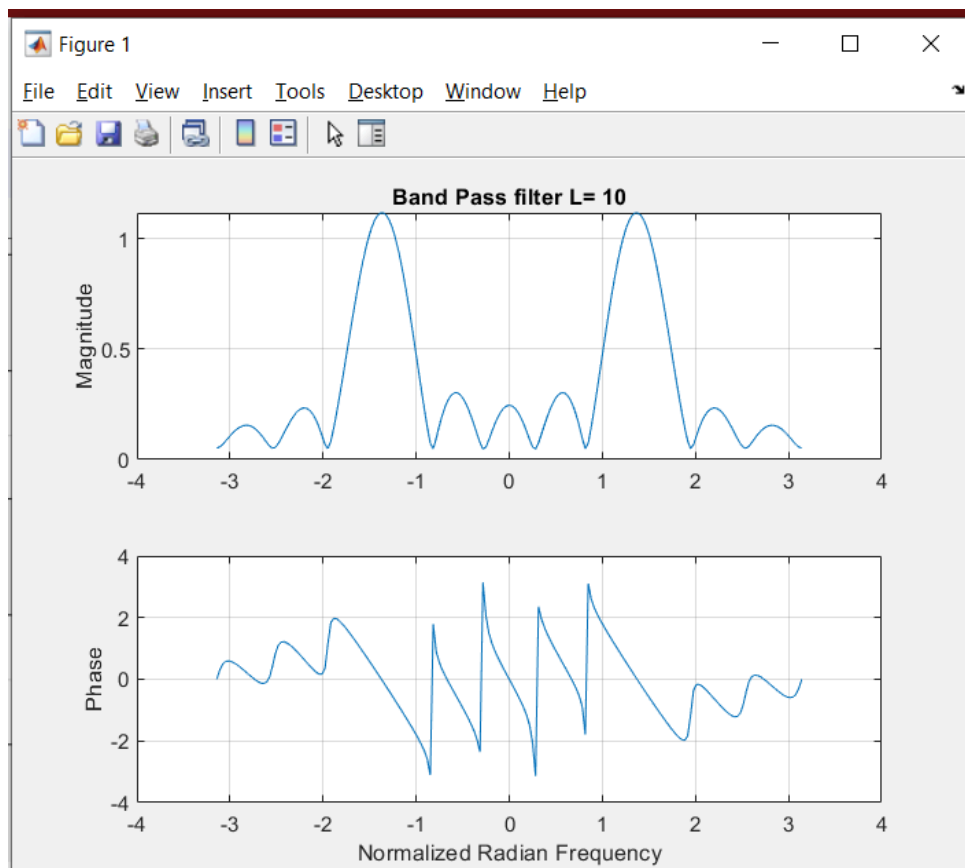 Figure 1
File Edit View Insert Tools Desktop Window Help
Band Pass filter L= 10
Magnitude
1
0.5
0
-4 -3 -2 -1 0 1 2 3 4
Phase
4
2
0
-2
-4
-4 -3 -2 -1 0 1 2 3 4
Normalized Radian Frequency